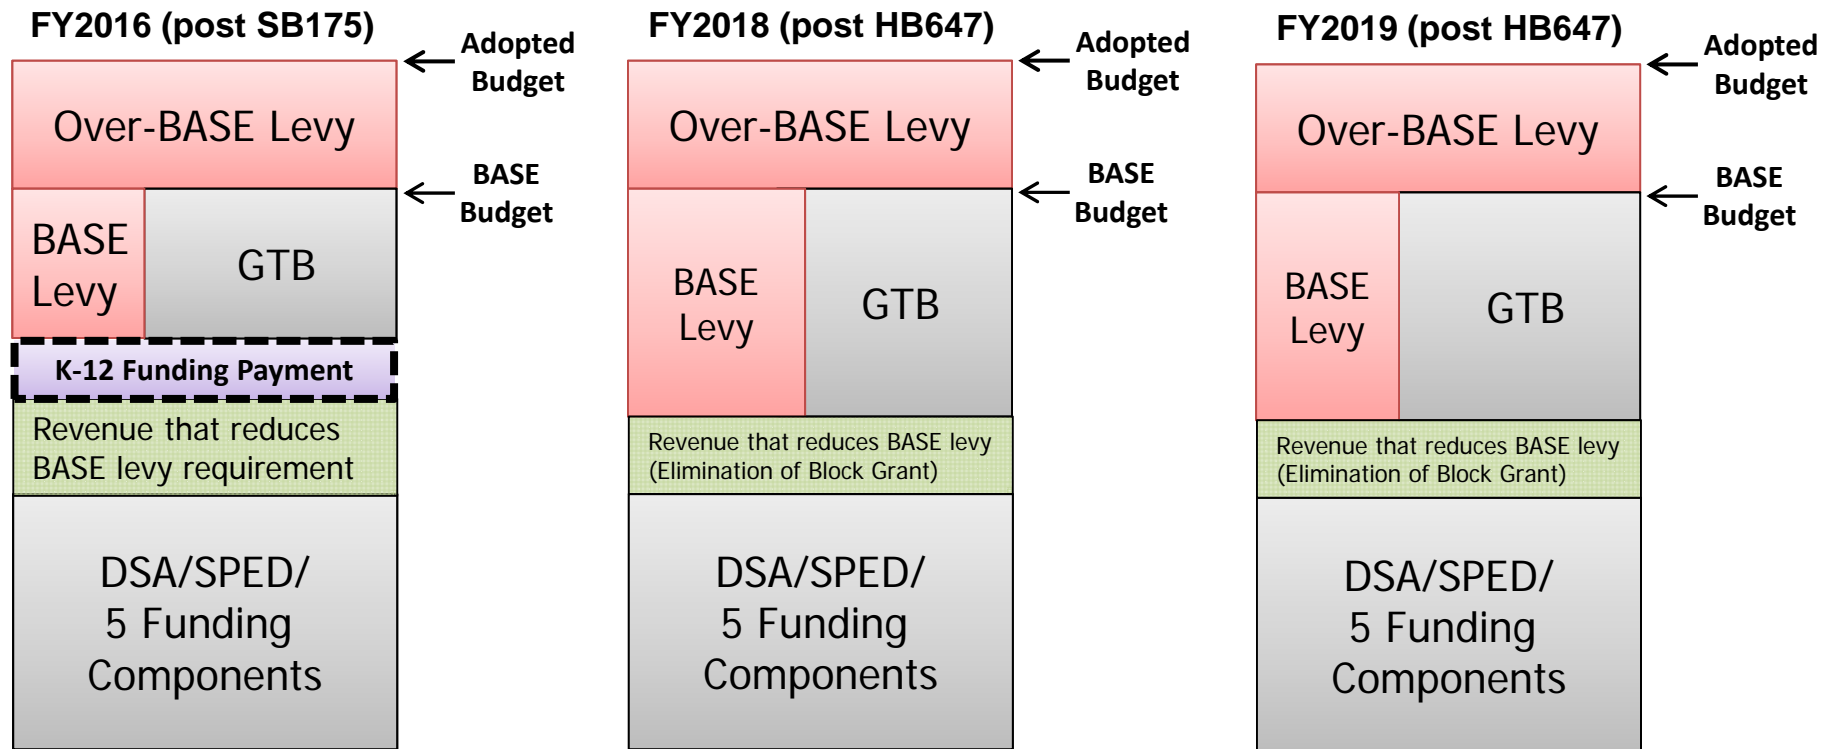 FY2016 (post SB175)
Adopted
Budget
Over-BASE Levy
BASE
Budget
BASE
Levy
GTB
K-12 Funding Payment
Revenue that reduces
BASE levy requirement
DSA/SPED/
5 Funding
Components
FY2018 (post HB647)
Adopted
Budget
Over-BASE Levy
BASE
Budget
BASE
Levy
GTB
Revenue that reduces BASE levy
(Elimination of Block Grant)
DSA/SPED/
5 Funding
Components
FY2019 (post HB647)
Adopted
Budget
Over-BASE Levy
BASE
Budget
BASE
Levy
GTB
Revenue that reduces BASE levy
(Elimination of Block Grant)
DSA/SPED/
5 Funding
Components